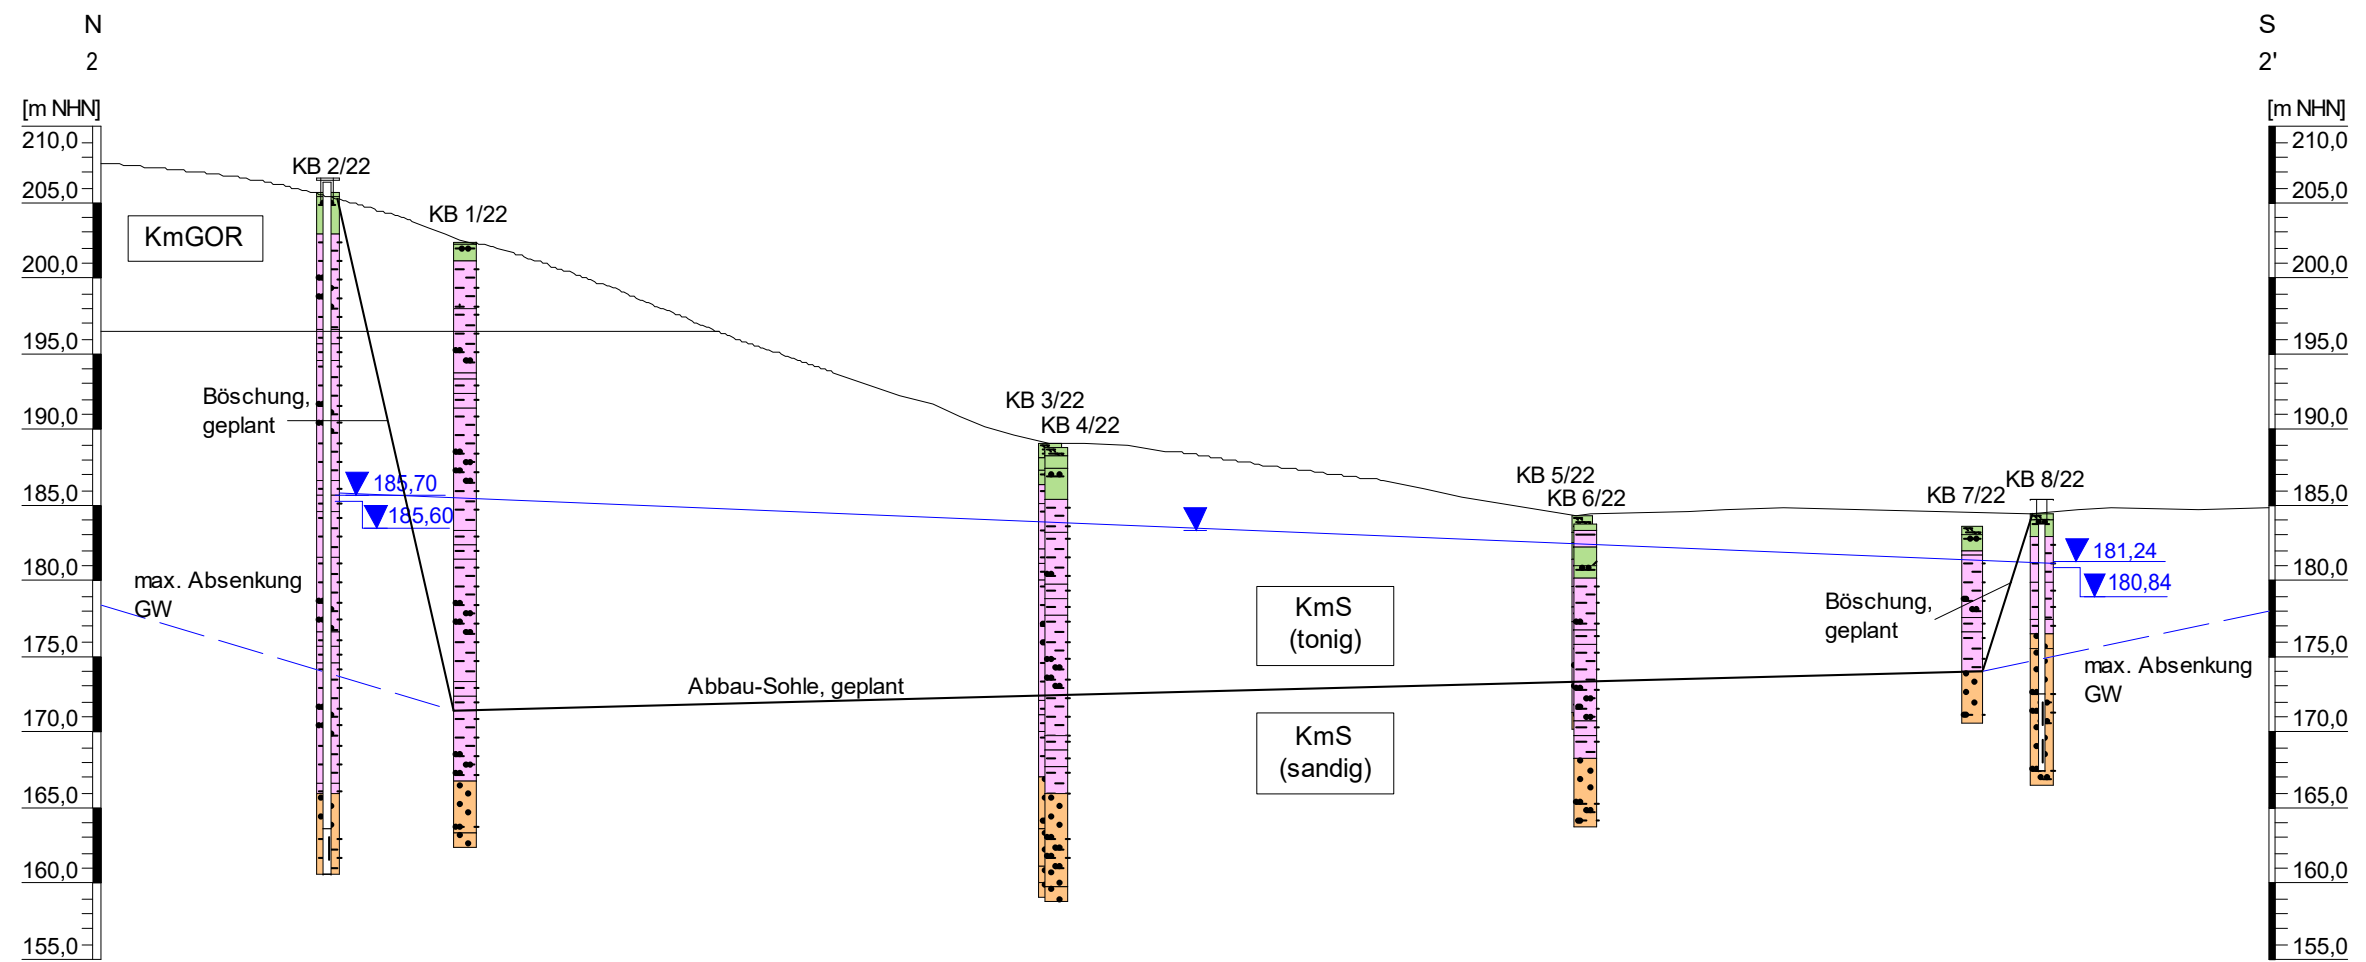 N
2
S
2'
[m NHN]
[m NHN]
210,0
205,0
200,0
195,0
190,0
185,0
180,0
175,0
170,0
165,0
160,0
155,0
KB 2/22
KB 1/22
KmGOR
Böschung,
geplant
185,70
185,60
max. Absenkung
GW
Abbau-Sohle, geplant
KB 3/22
KB 4/22
KmS
(tonig)
KmS
(sandig)
KB 5/22
KB 6/22
KB 7/22
KB 8/22
181,24
180,84
Böschung,
geplant
max. Absenkung
GW
210,0
205,0
200,0
195,0
190,0
185,0
180,0
175,0
170,0
165,0
160,0
155,0